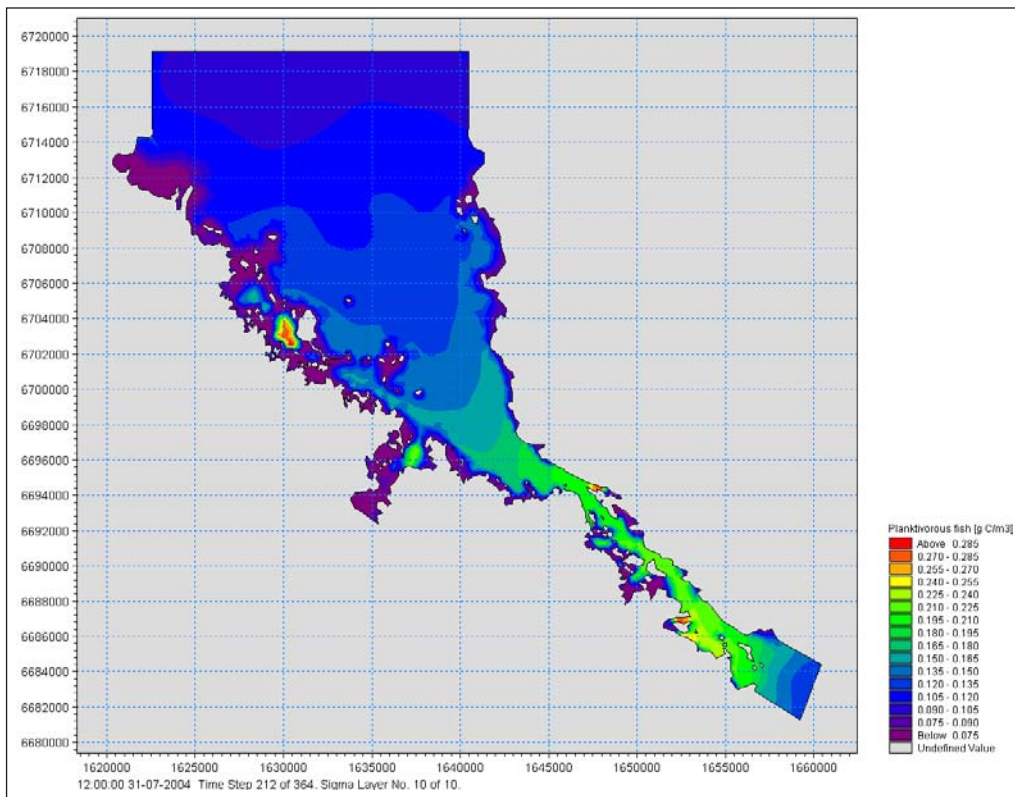 6720000
6718000
6716000
6714000
6712000
6710000
6708000
6706000
6704000
6702000
6700000
6698000
6696000
6694000
6692000
6690000
6688000
6686000
6684000
6682000
6680000
1620000 1625000 1630000 1635000 1640000 1645000 1650000 1655000 1660000
12:00:00 31-07-2004 Time Step 212 of 364. Sigma Layer No. 10 of 10.
Planktivorous fish [g C/m3]
Above 0.285
0.270 - 0.285
0.255 - 0.270
0.240 - 0.255
0.225 - 0.240
0.210 - 0.225
0.195 - 0.210
0.180 - 0.195
0.165 - 0.180
0.150 - 0.165
0.135 - 0.150
0.120 - 0.135
0.105 - 0.120
0.090 - 0.105
0.075 - 0.090
Below 0.075
Undefined Value